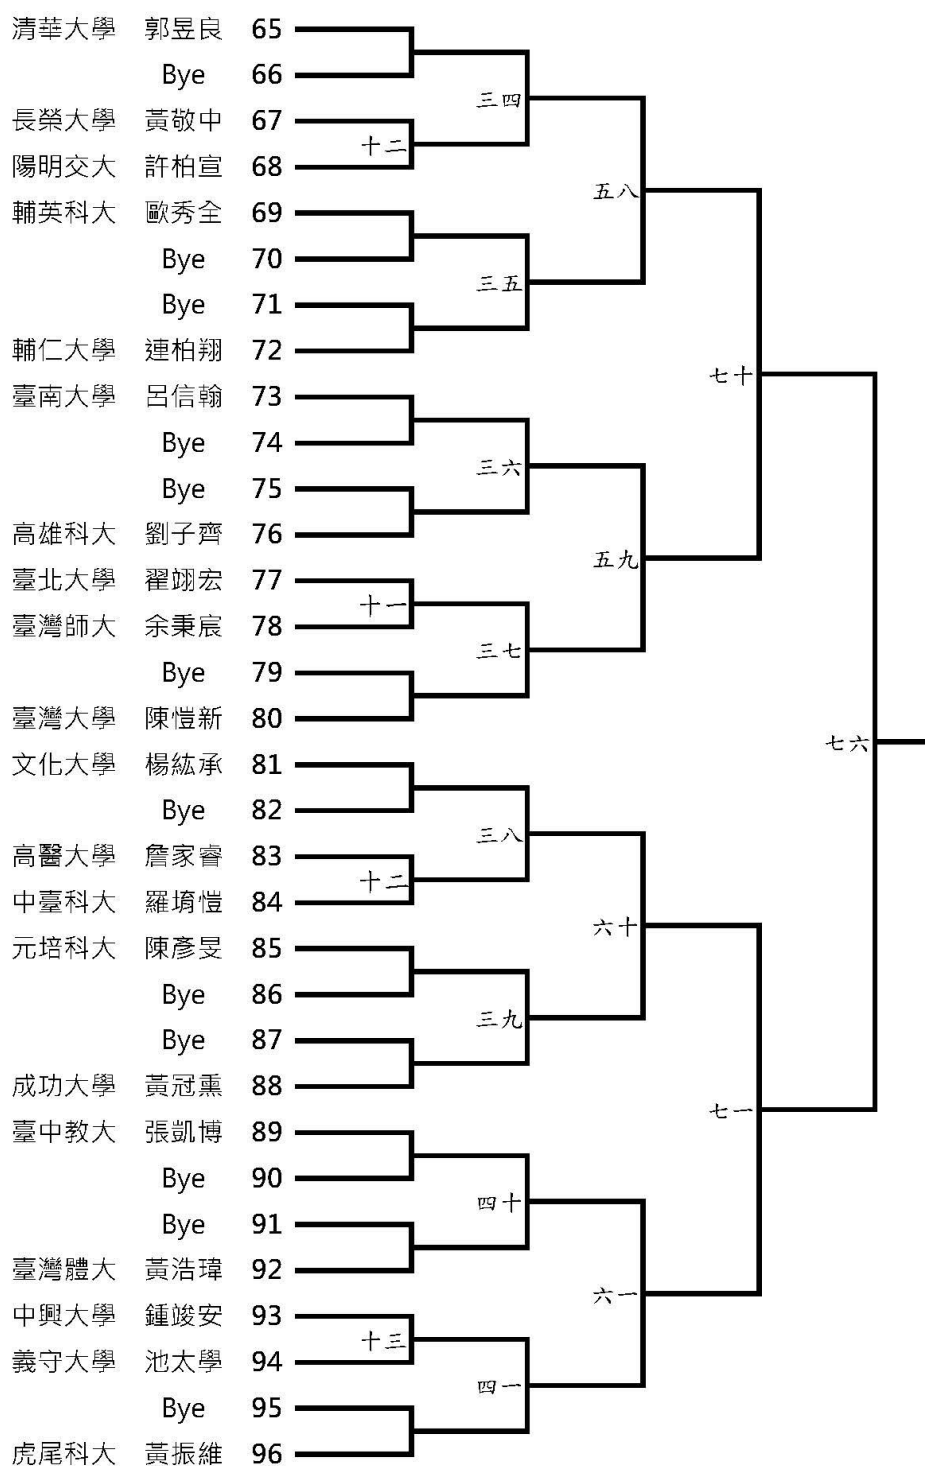 清華大學 郭昱良 65
Bye 66
三四
長榮大學 黃敬中 67
十二
陽明交大 許柏宣 68
五八
輔英科大 歐秀全 69
Bye 70
三五
Bye 71
輔仁大學 連柏翔 72
七十
臺南大學 呂信翰 73
Bye 74
三六
Bye 75
高雄科大 劉子齊 76
五九
臺北大學 翟翊宏 77
十一
臺灣師大 余秉宸 78
三七
Bye 79
臺灣大學 陳愷新 80
七六
文化大學 楊紘承 81
Bye 82
三八
高醫大學 詹家睿 83
十二
中臺科大 羅堉愷 84
六十
元培科大 陳彥旻 85
Bye 86
三九
Bye 87
成功大學 黃冠熏 88
七一
臺中教大 張凱博 89
Bye 90
四十
Bye 91
臺灣體大 黃浩瑋 92
六一
中興大學 鍾竣安 93
十三
義守大學 池太學 94
四一
Bye 95
虎尾科大 黃振維 96